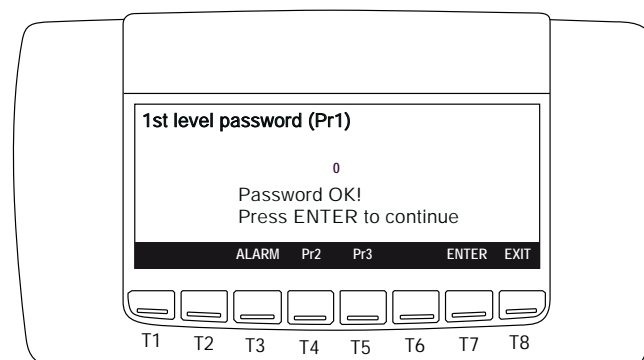 1st level password (Pr1)
0
Password OK!
Press ENTER to continue
ALARM Pr2 Pr3 ENTER EXIT
T1 T2 T3 T4 T5 T6 T7 T8